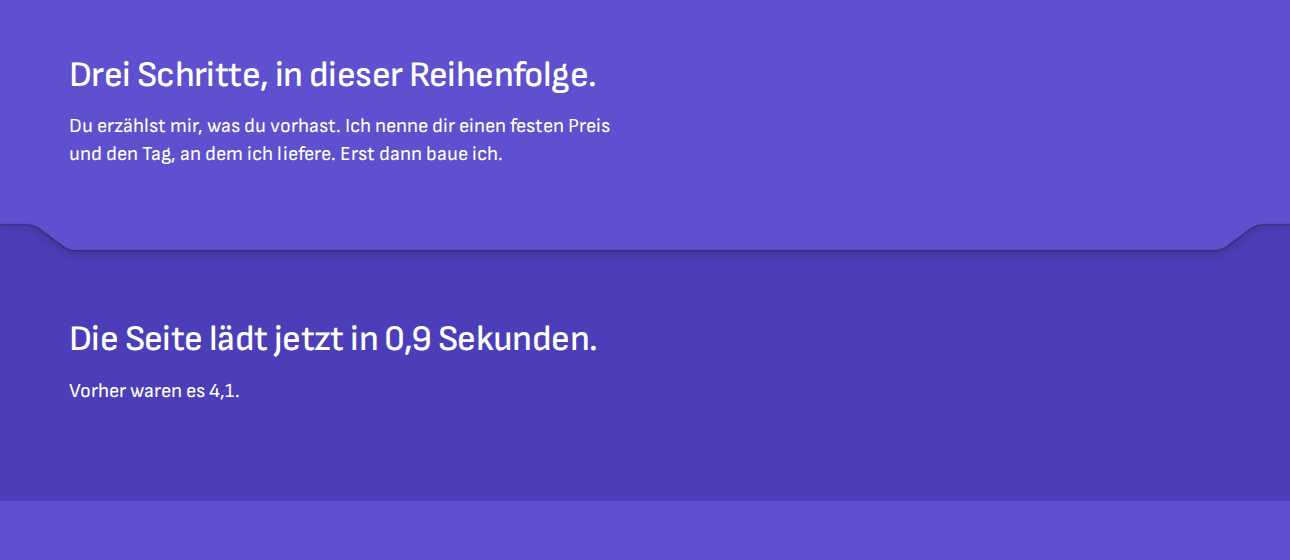 Drei Schritte, in dieser Reihenfolge.
Du erzählst mir, was du vorhast. Ich nenne dir einen festen Preis
und den Tag, an dem ich liefere. Erst dann baue ich.
Die Seite lädt jetzt in 0,9 Sekunden.
Vorher waren es 4,1.